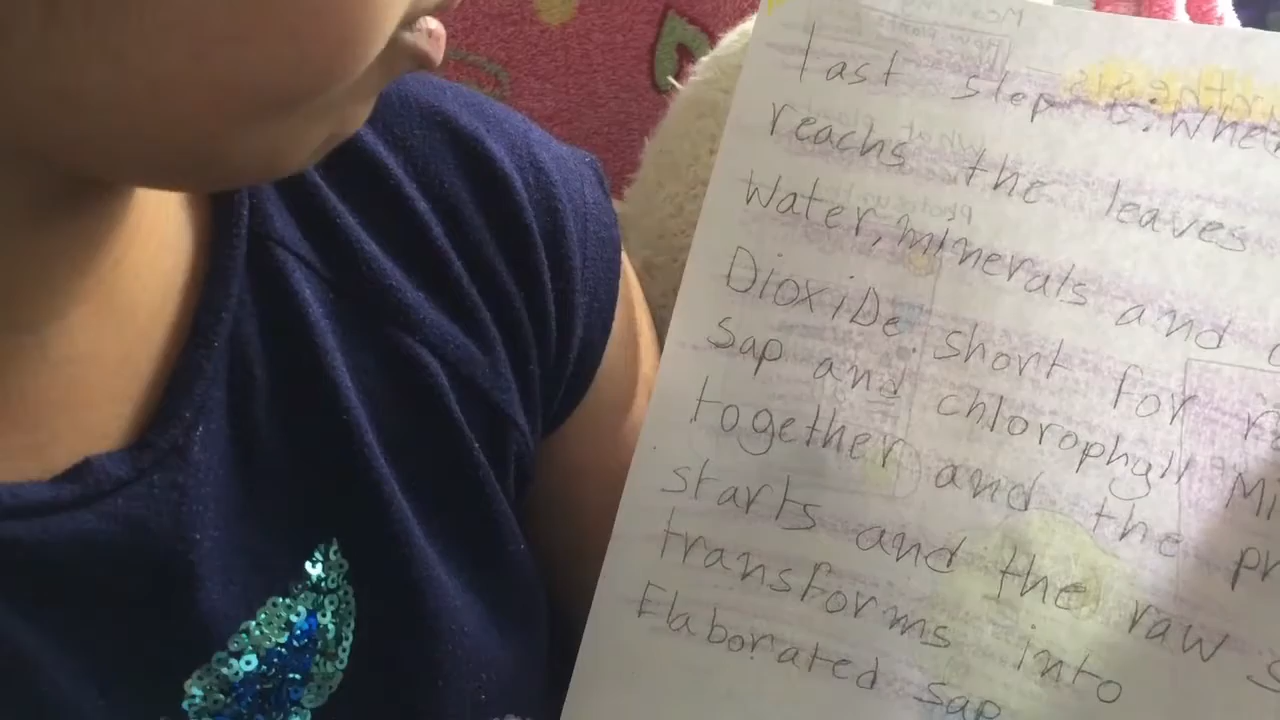 last step is: When
reachs the leaves
water, minerals and
DioxiDe. short for
sap and chlorophyll
together and the
starts and the raw
transforms into
Elaborated sap